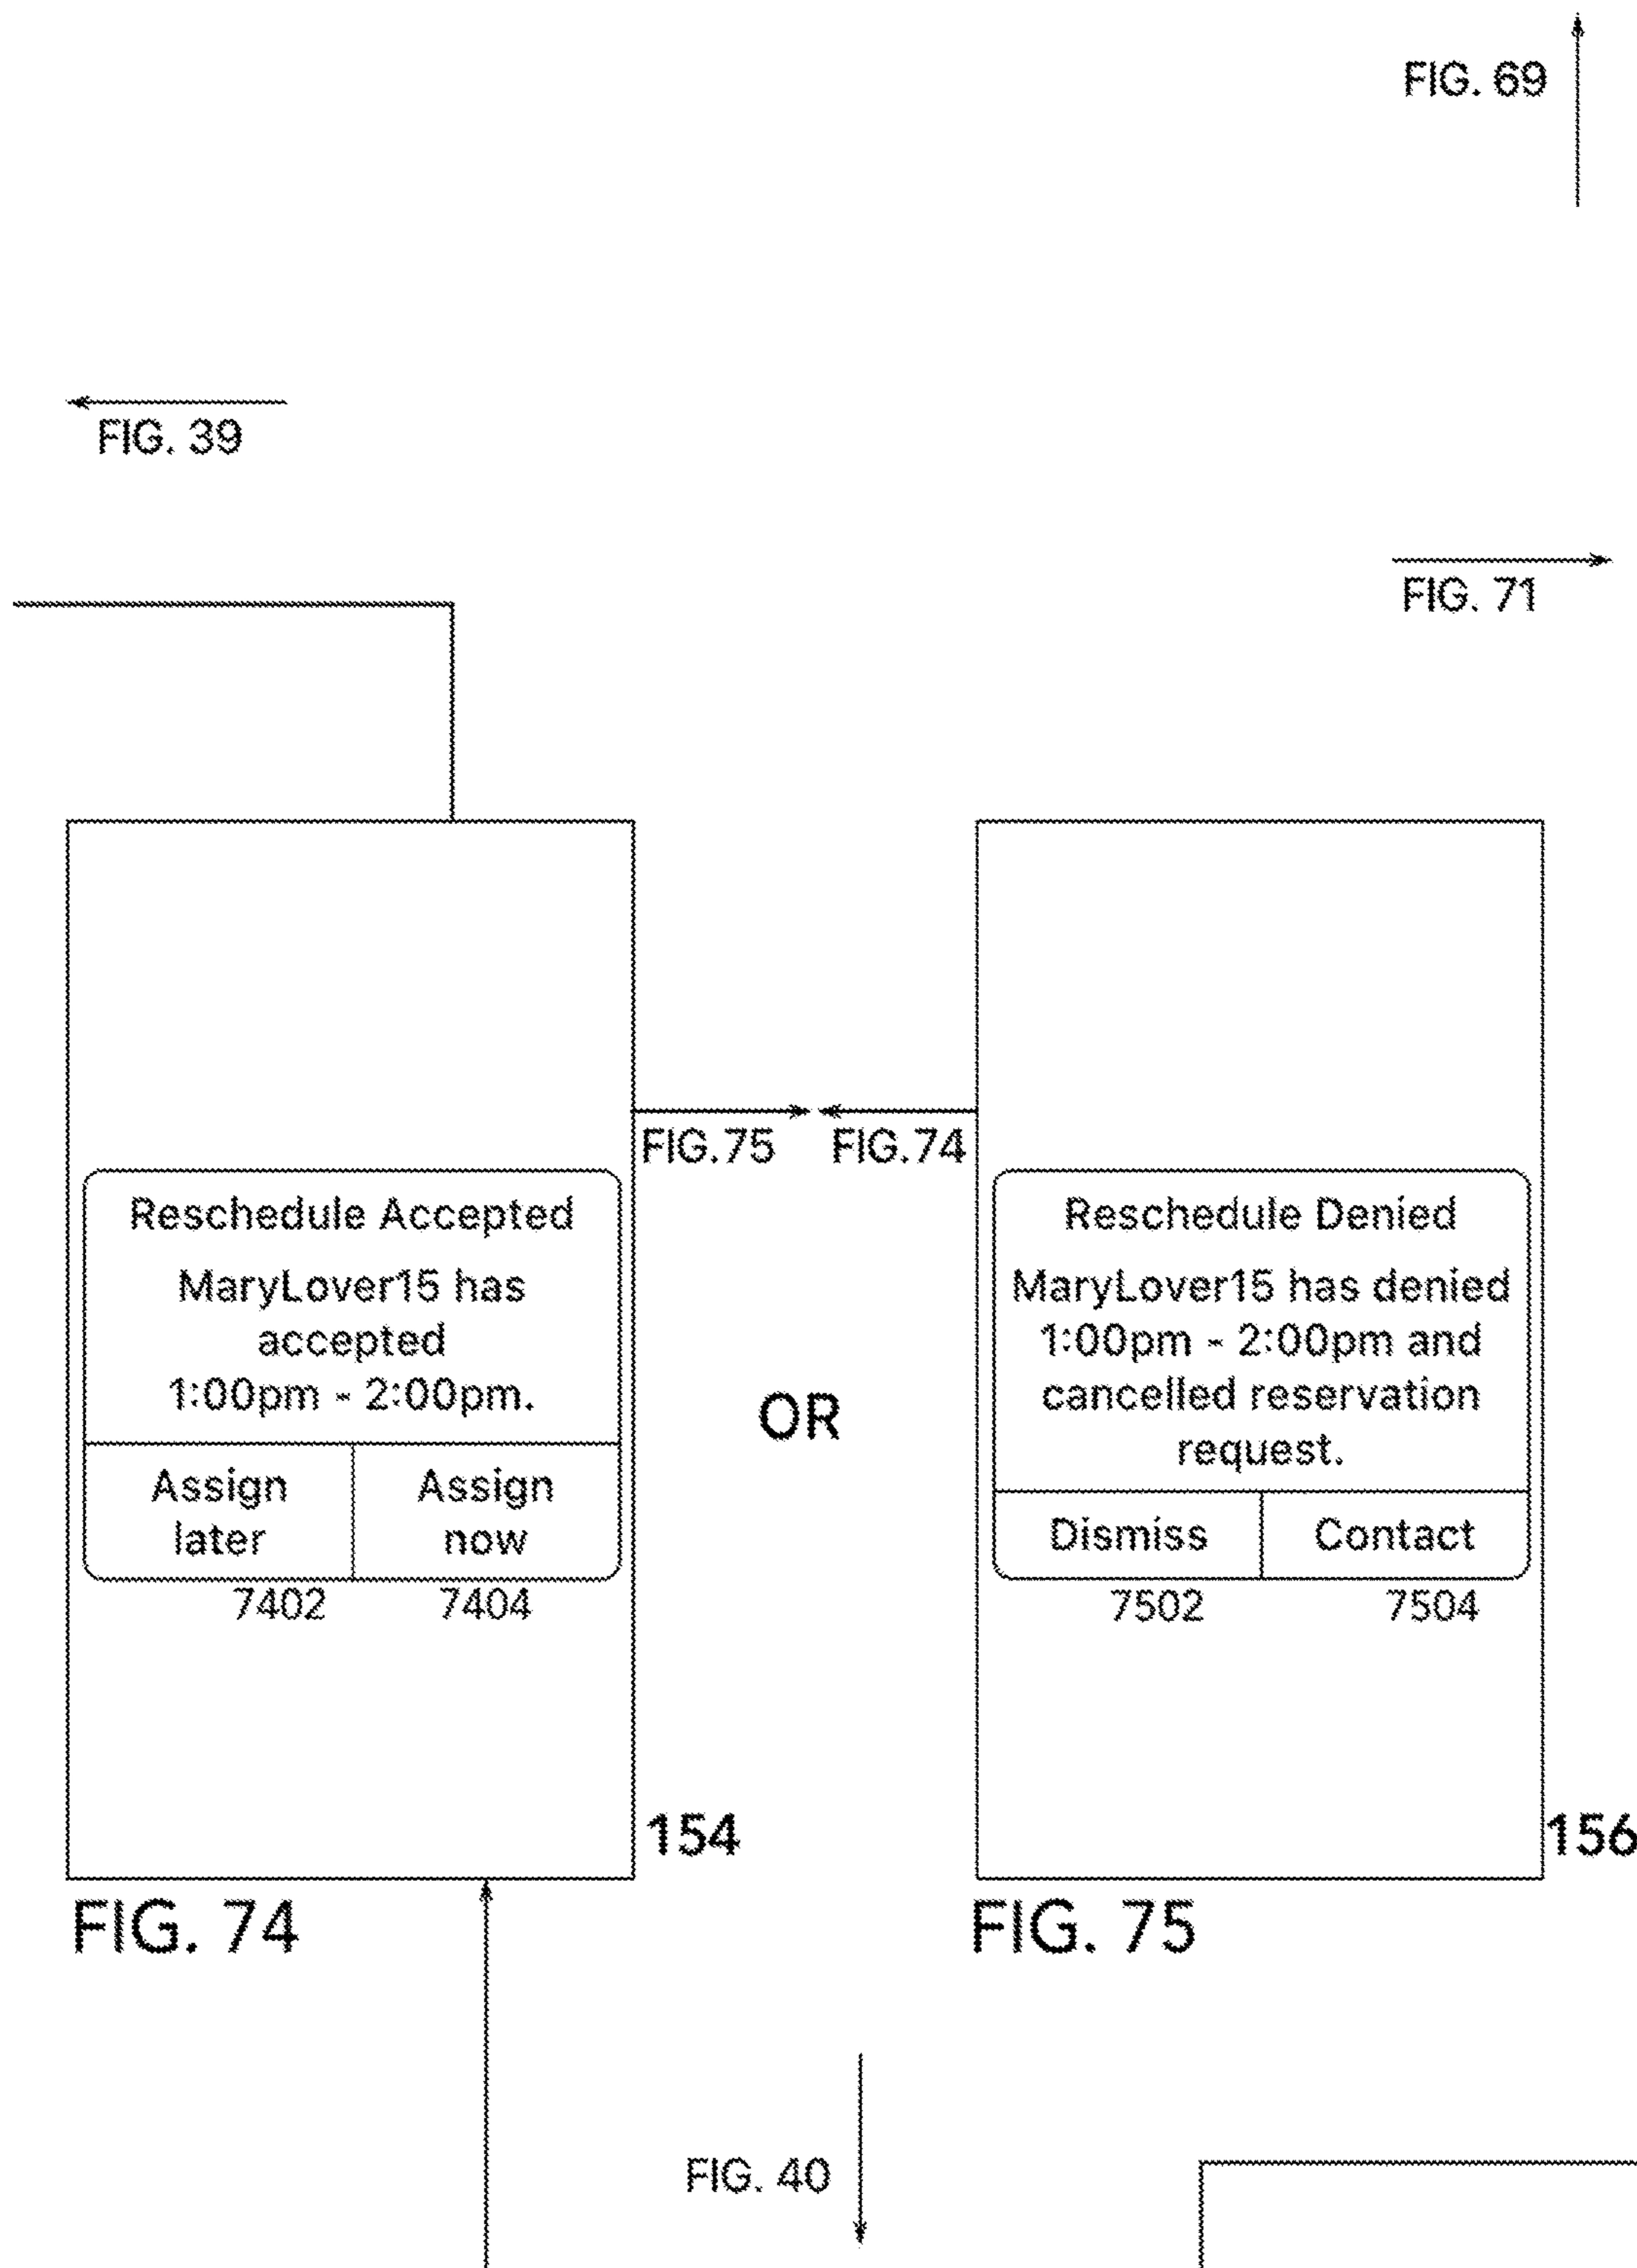 FIG. 69
FIG. 39
FIG. 71
FIG.75
FIG.74
Reschedule Accepted
MaryLover15 has
accepted
1:00pm - 2:00pm.
Assign
later
Assign
now
7402
7404
OR
Reschedule Denied
MaryLover15 has denied
1:00pm - 2:00pm and
cancelled reservation
request.
Dismiss
Contact
7502
7504
154
156
FIG. 74
FIG. 75
FIG. 40